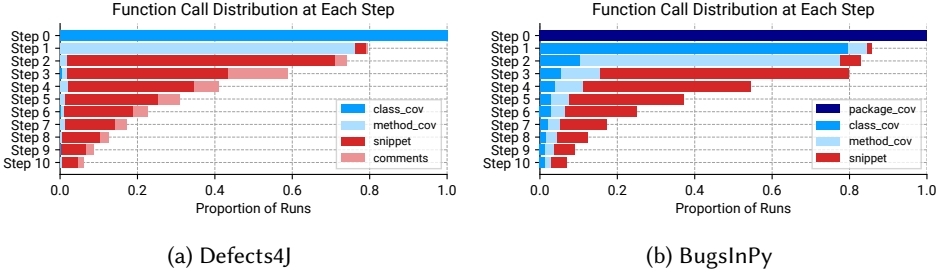 Function Call Distribution at Each Step
Step 0
Step 1
Step 2
Step 3
Step 4
Step 5
Step 6
Step 7
Step 8
Step 9
Step 10
class_cov
method_cov
snippet
comments
0.0 0.2 0.4 0.6 0.8 1.0
Proportion of Runs
(a) Defects4J
Function Call Distribution at Each Step
Step 0
Step 1
Step 2
Step 3
Step 4
Step 5
Step 6
Step 7
Step 8
Step 9
Step 10
package_cov
class_cov
method_cov
snippet
0.0 0.2 0.4 0.6 0.8 1.0
Proportion of Runs
(b) BugsInPy